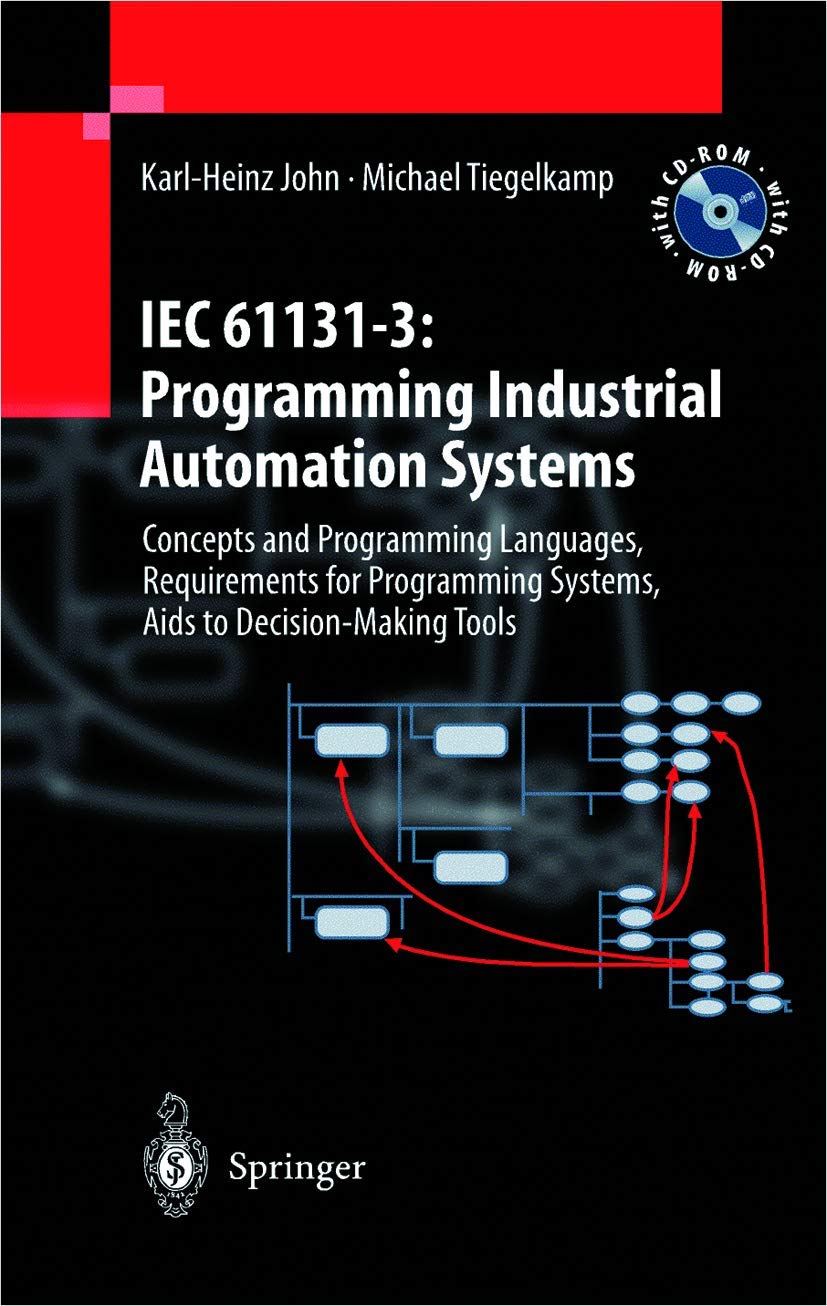 Karl-Heinz John · Michael Tiegelkamp
with CD-ROM · with CD-ROM ·
IEC 61131-3:
Programming Industrial
Automation Systems
Concepts and Programming Languages,
Requirements for Programming Systems,
Aids to Decision-Making Tools
Springer